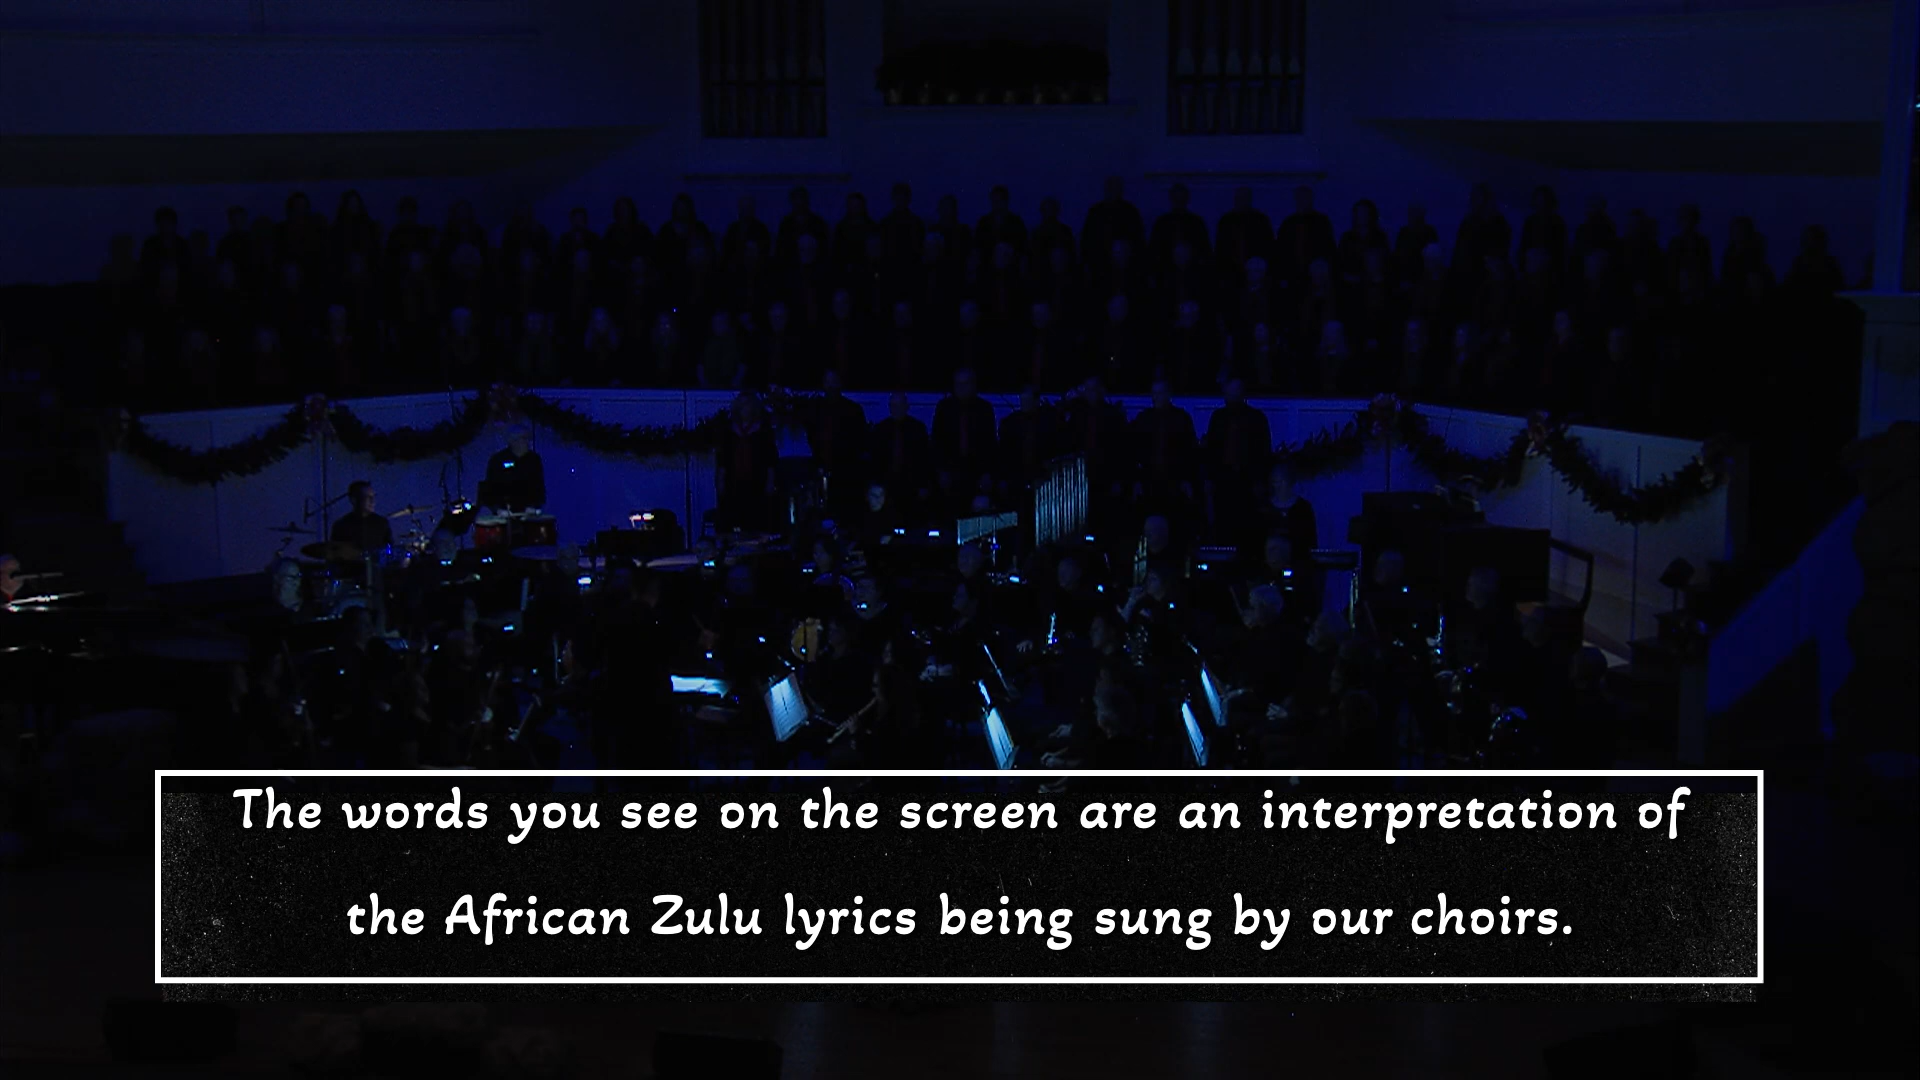 The words you see on the screen are an interpretation of
the African Zulu lyrics being sung by our choirs.